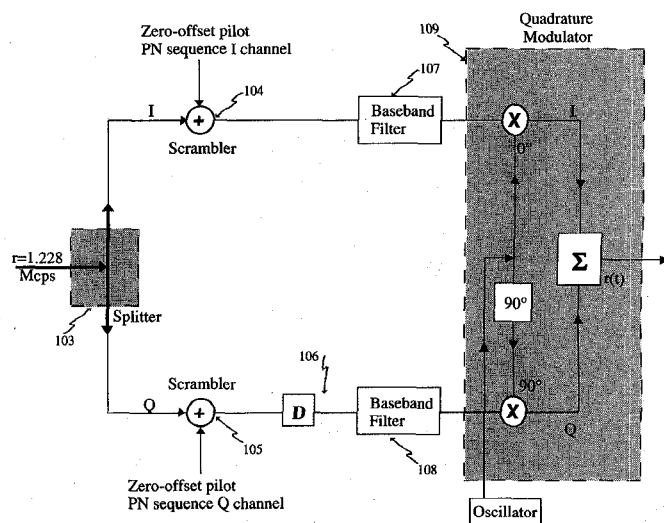 Quadrature
Modulator
109
Zero-offset pilot
PN sequence I channel
107
104
I
+
Scrambler
Baseband
Filter
X
I
0°
r=1.228
Mcps
Splitter
103
Σ
r(t)
90°
106
Scrambler
90°
Q
+
D
Baseband
Filter
X
Q
105
108
Zero-offset pilot
PN sequence Q channel
Oscillator